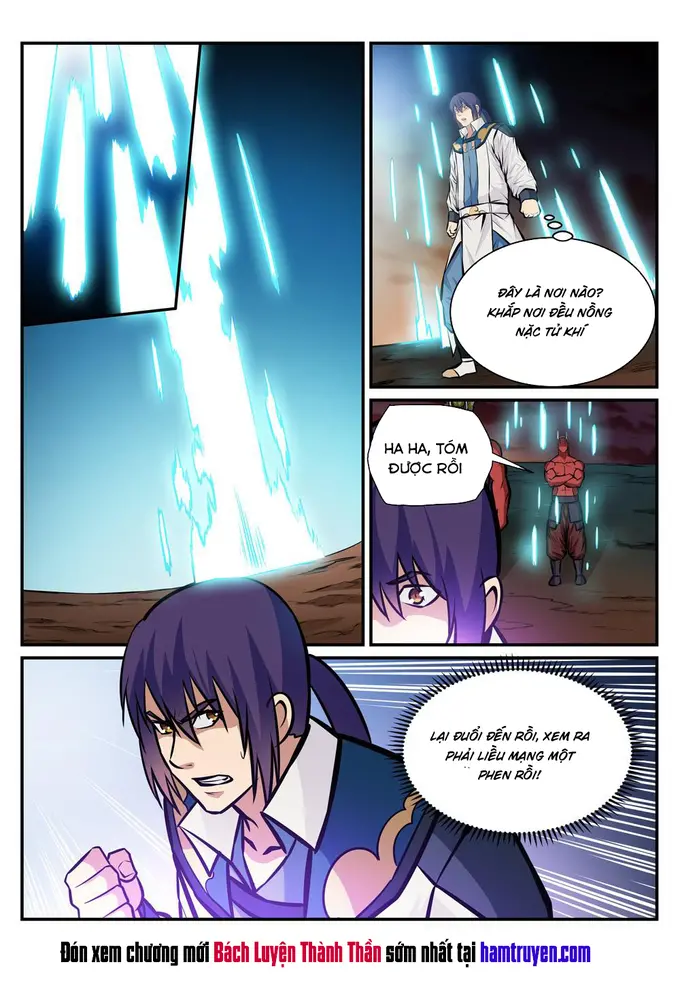 ĐÂY LÀ NƠI NÀO?
KHẮP NƠI ĐỀU NỒNG
NẶC TỬ KHÍ
HA HA, TÓM
ĐƯỢC RỒI
LẠI ĐUỔI ĐẾN RỒI, XEM RA
PHẢI LIỀU MẠNG MỘT
PHEN RỒI!
Đón xem chương mới Bách Luyện Thành Thần sớm nhất tại hamtruyen.com